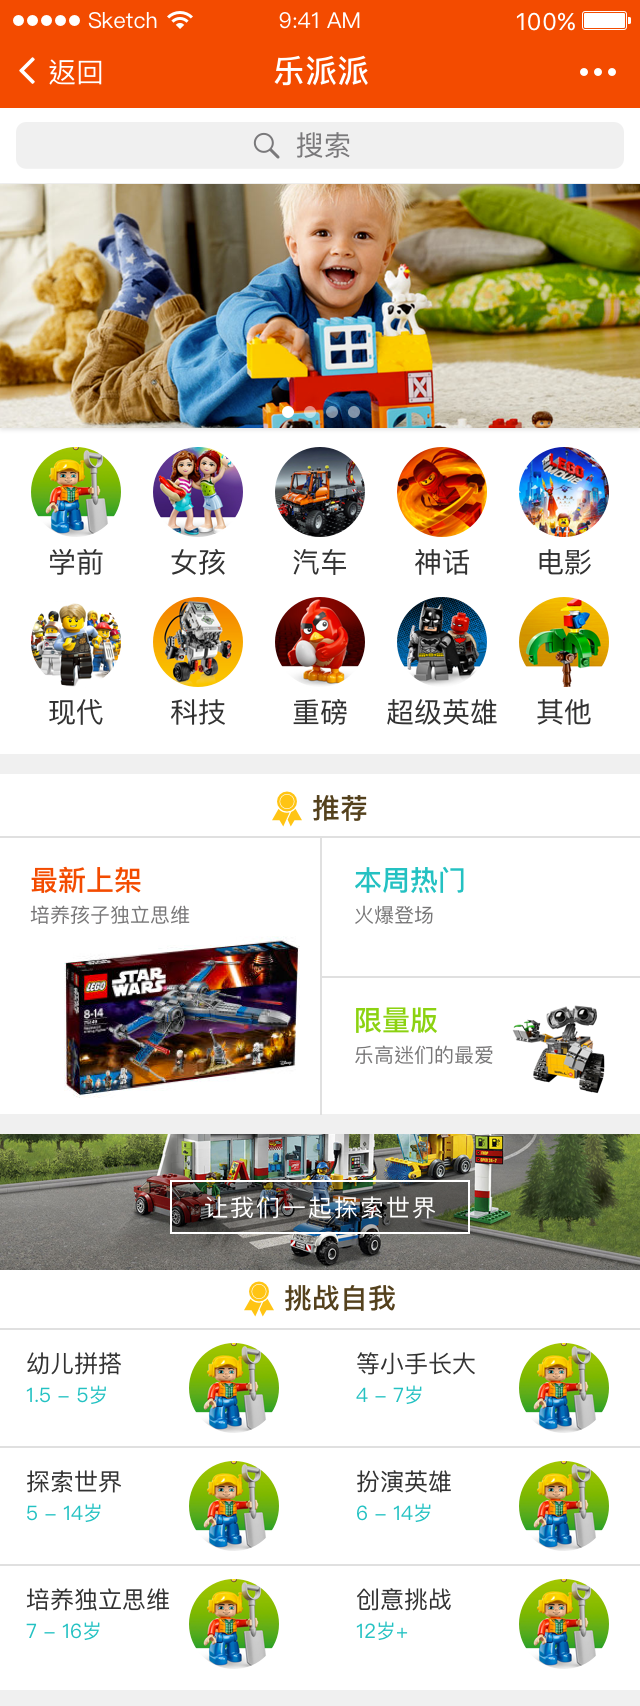 Sketch 9:41 AM 100%
返回 乐派派
搜索
学前 女孩 汽车 神话 电影
现代 科技 重磅 超级英雄 其他
推荐
最新上架
培养孩子独立思维
LEGO STAR WARS
8-14
本周热门
火爆登场
限量版
乐高迷们的最爱
让我们一起探索世界
挑战自我
幼儿拼搭
1.5 – 5岁
等小手长大
4 – 7岁
探索世界
5 – 14岁
扮演英雄
6 – 14岁
培养独立思维
7 – 16岁
创意挑战
12岁+